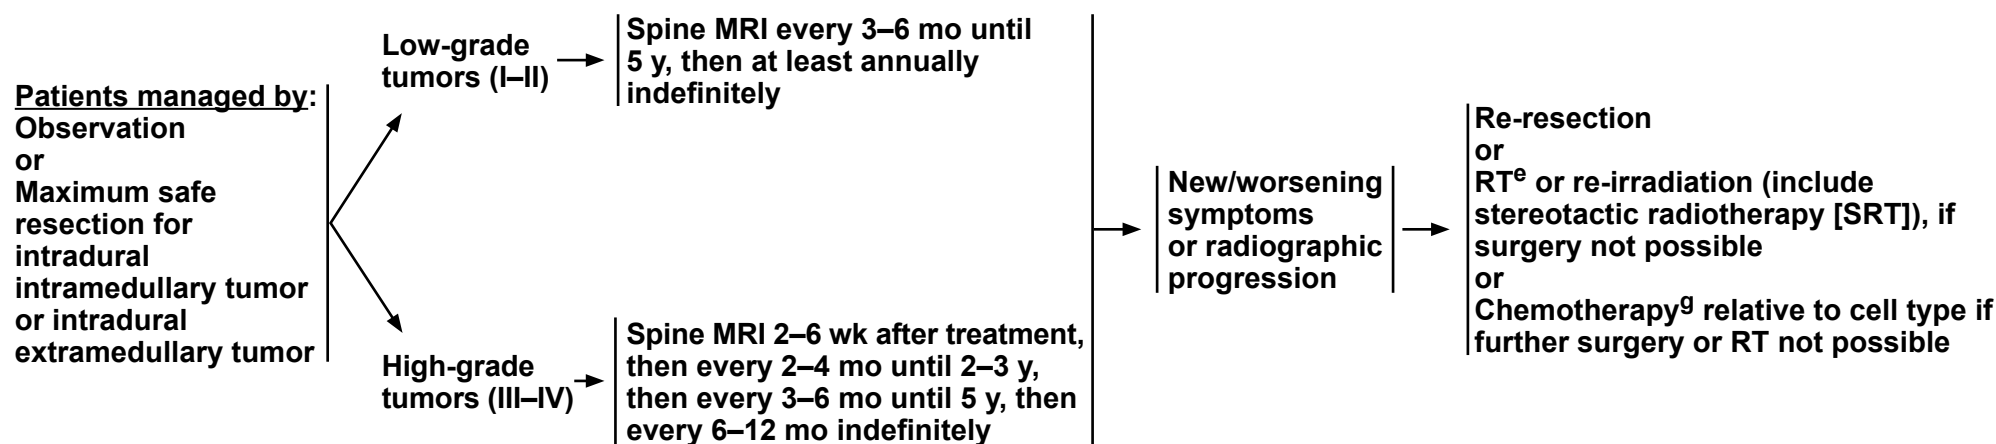 Patients managed by:
Observation
or
Maximum safe
resection for
intradural
intramedullary tumor
or intradural
extramedullary tumor
Low-grade
tumors (I–II)
Spine MRI every 3–6 mo until
5 y, then at least annually
indefinitely
High-grade
tumors (III–IV)
Spine MRI 2–6 wk after treatment,
then every 2–4 mo until 2–3 y,
then every 3–6 mo until 5 y, then
every 6–12 mo indefinitely
New/worsening
symptoms
or radiographic
progression
Re-resection
or
RTe or re-irradiation (include
stereotactic radiotherapy [SRT]), if
surgery not possible
or
Chemotherapyg relative to cell type if
further surgery or RT not possible